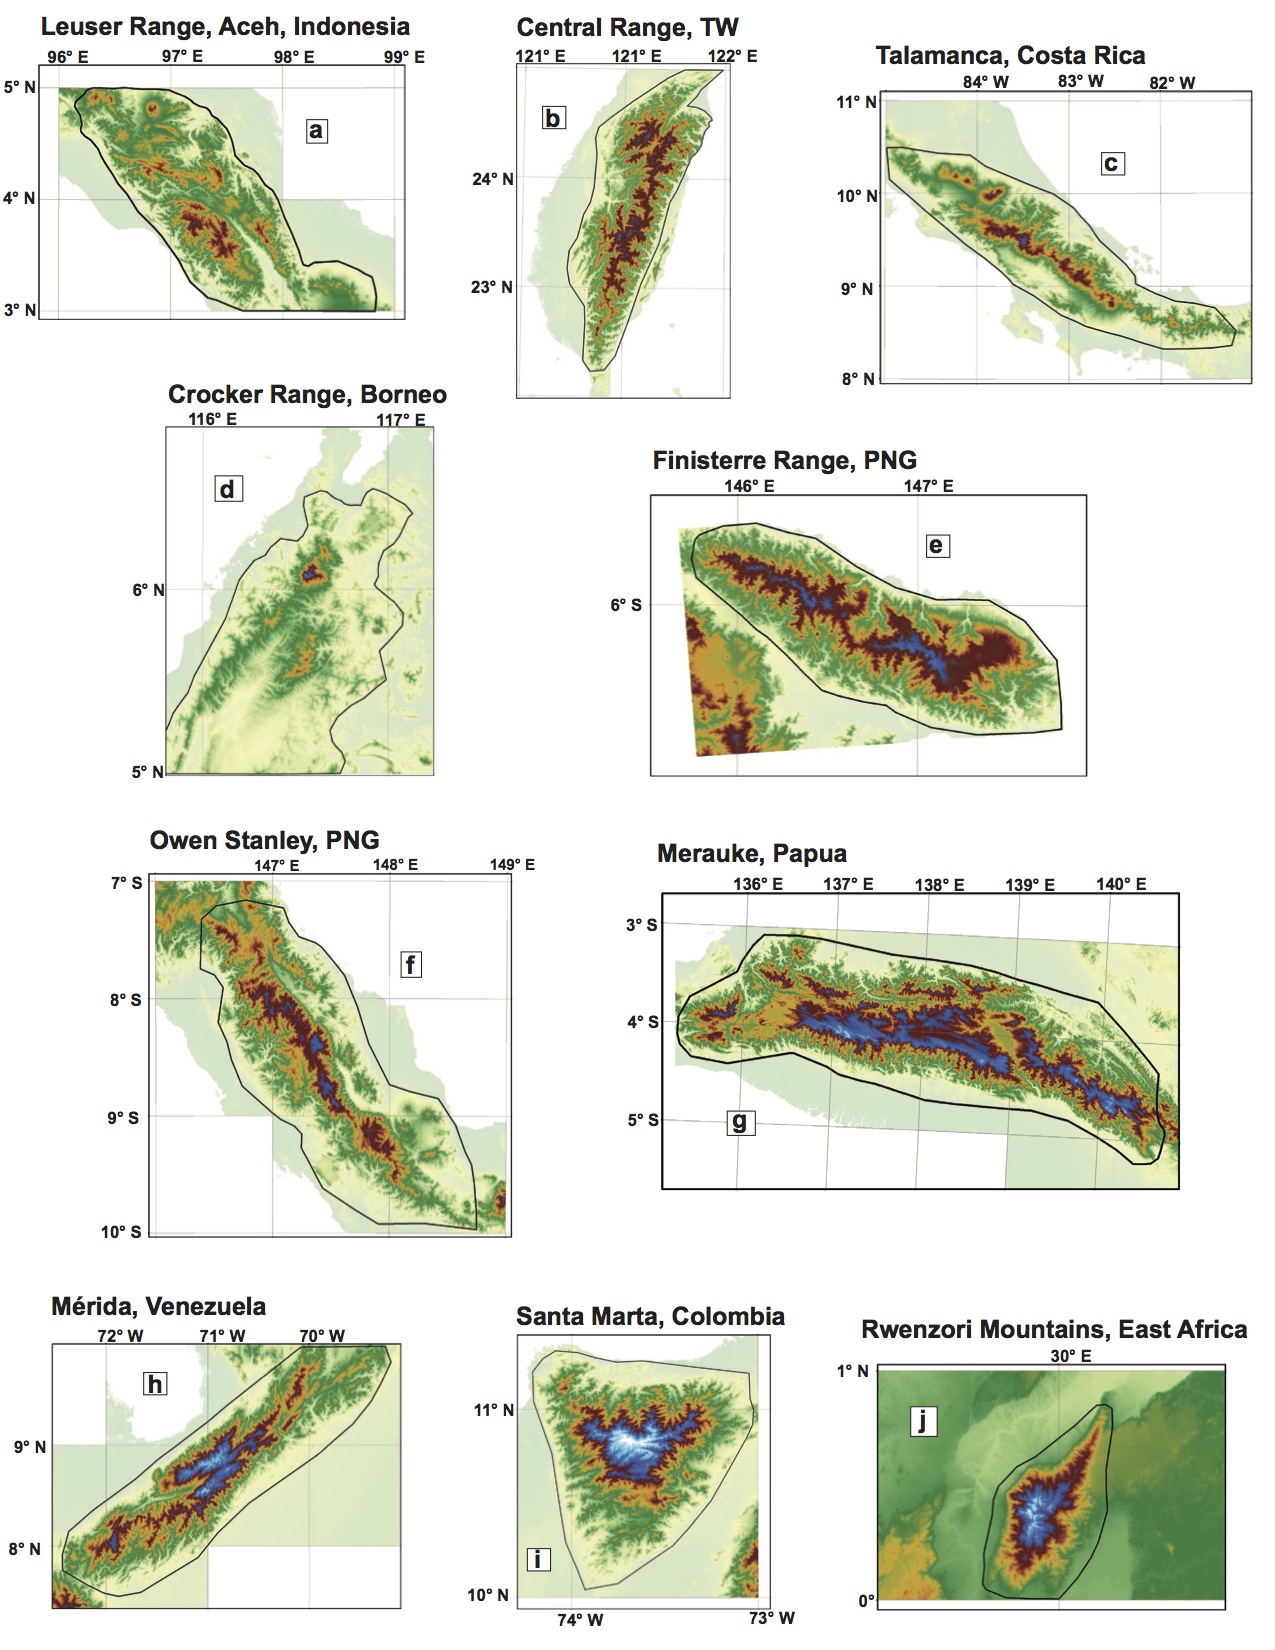 Leuser Range, Aceh, Indonesia
96° E 97° E 98° E 99° E
5° N
4° N
3° N
a
Central Range, TW
121° E 121° E 122° E
b
24° N
23° N
Talamanca, Costa Rica
84° W 83° W 82° W
11° N
10° N
9° N
8° N
c
Crocker Range, Borneo
116° E 117° E
d
6° N
5° N
Finisterre Range, PNG
146° E 147° E
e
6° S
Owen Stanley, PNG
147° E 148° E 149° E
7° S
f
8° S
9° S
10° S
Merauke, Papua
136° E 137° E 138° E 139° E 140° E
3° S
4° S
5° S
g
Mérida, Venezuela
72° W 71° W 70° W
h
9° N
8° N
Santa Marta, Colombia
11° N
i
10° N
74° W 73° W
Rwenzori Mountains, East Africa
30° E
1° N
j
0°